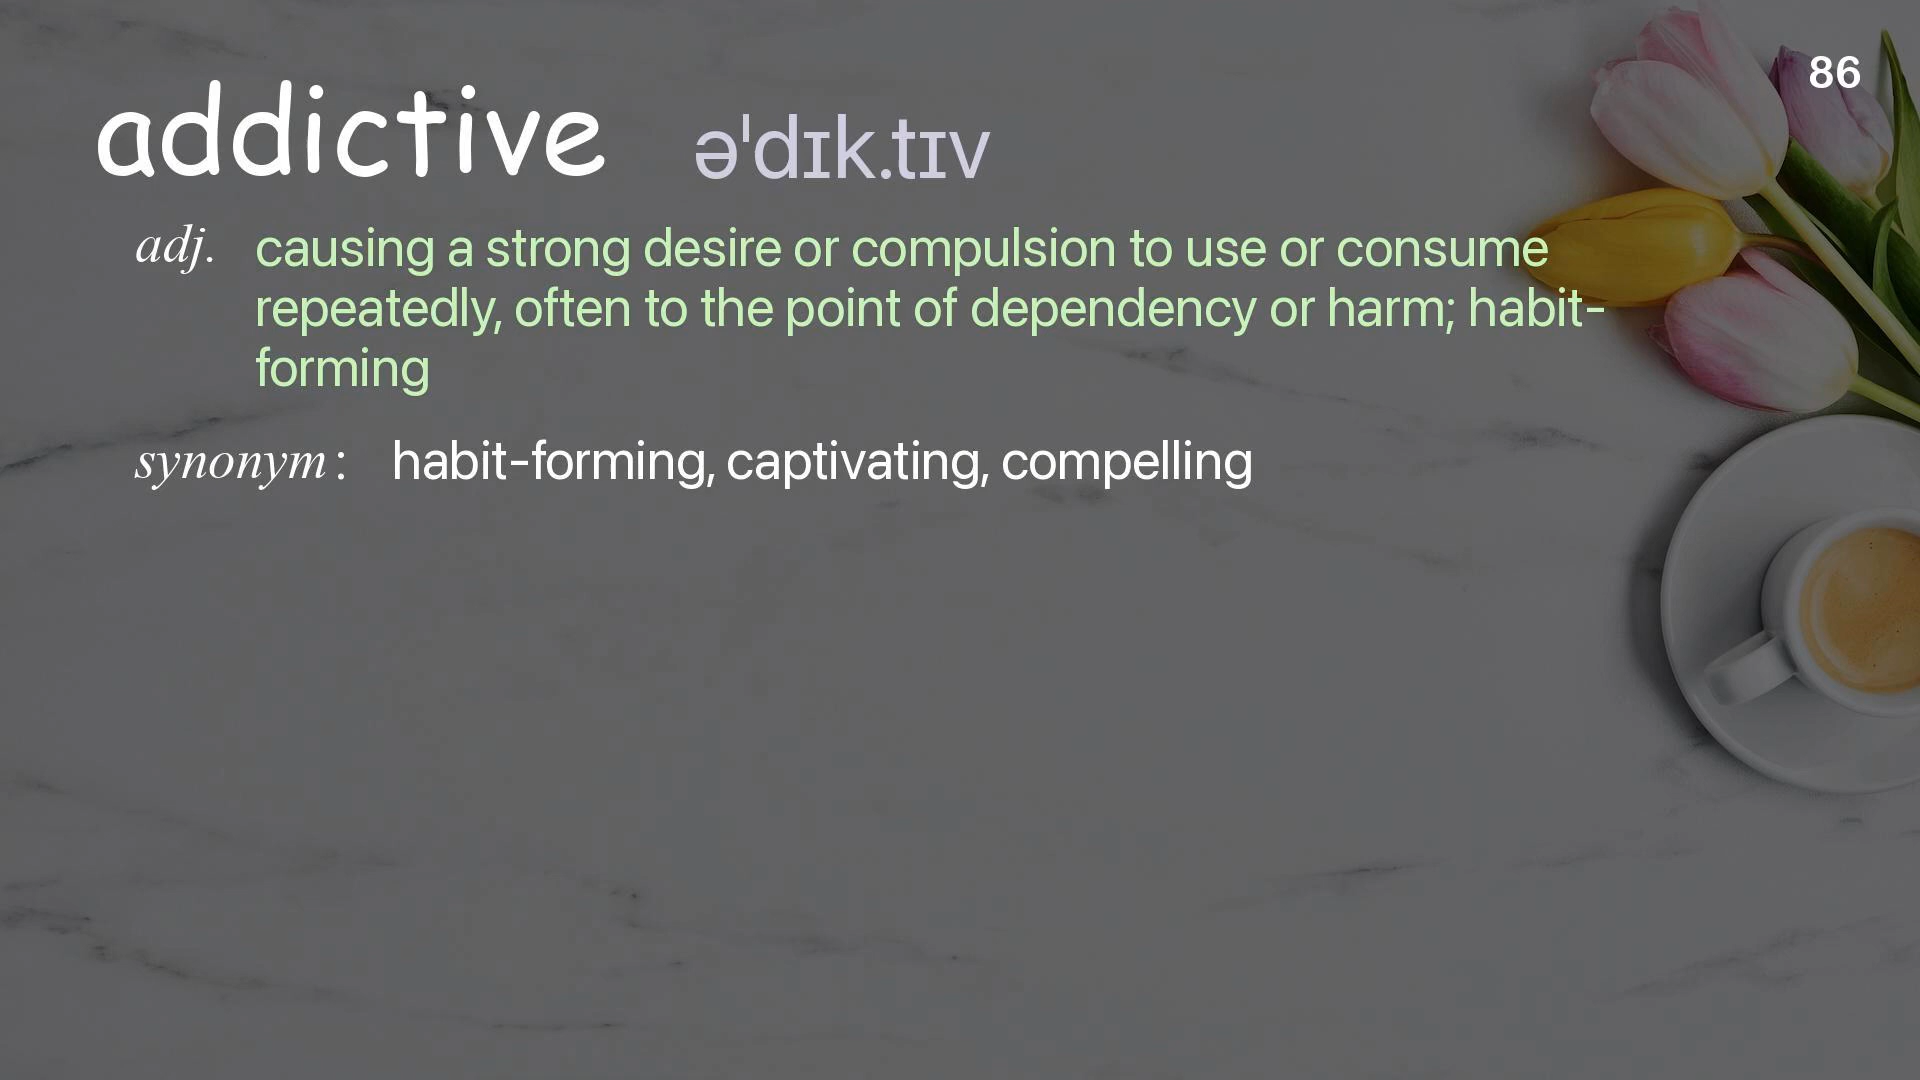 86
addictive əˈdɪk.tɪv
adj. causing a strong desire or compulsion to use or consume
repeatedly, often to the point of dependency or harm; habit-
forming
synonym: habit-forming, captivating, compelling